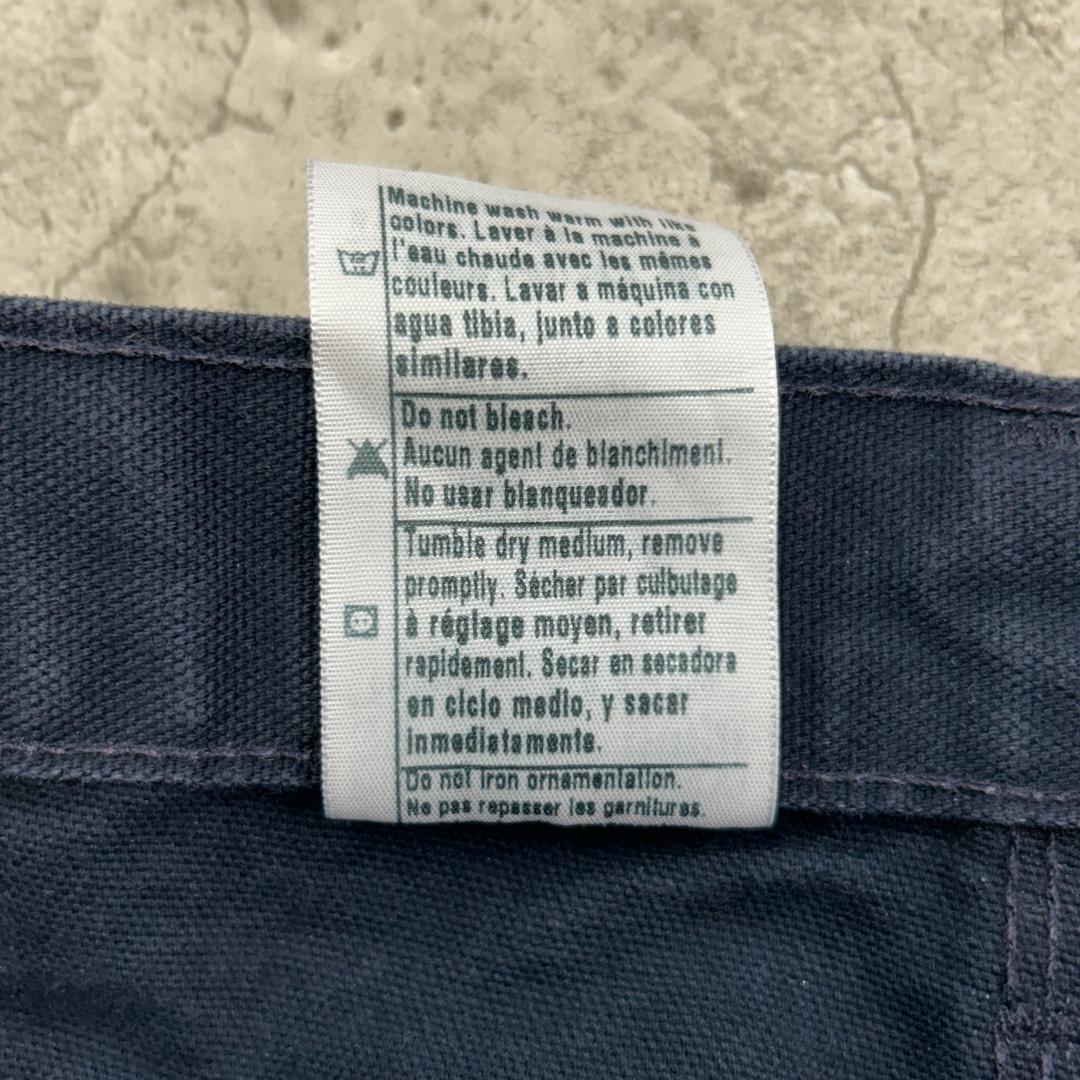 Machine wash warm with like
colors. Laver à la machine à
l'eau chaude avec les mêmes
couleurs. Lavar a máquina con
agua tibia, junto a colores
similares.
Do not bleach.
Aucun agent de blanchiment.
No usar blanqueador.
Tumble dry medium, remove
promptly. Sécher par culbutage
à réglage moyen, retirer
rapidement. Secar en secadora
en ciclo medio, y sacar
inmediatamente.
Do not iron ornamentation.
Ne pas repasser les garnitures.